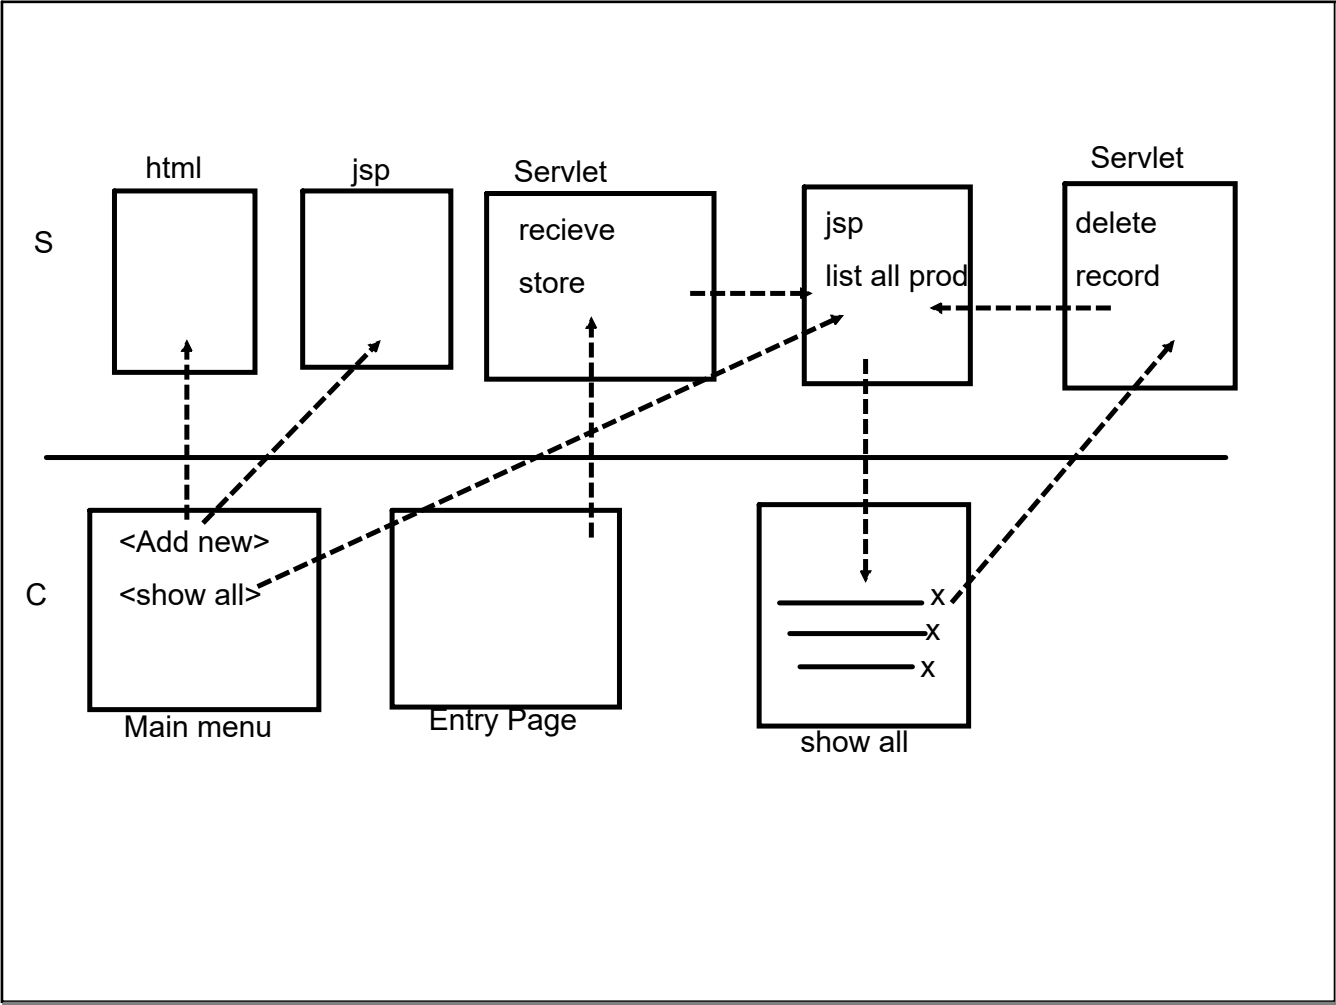 html
jsp
Servlet
Servlet
S
recieve
store
jsp
list all prod
delete
record
C
<Add new>
<show all>
x
x
x
Main menu
Entry Page
show all